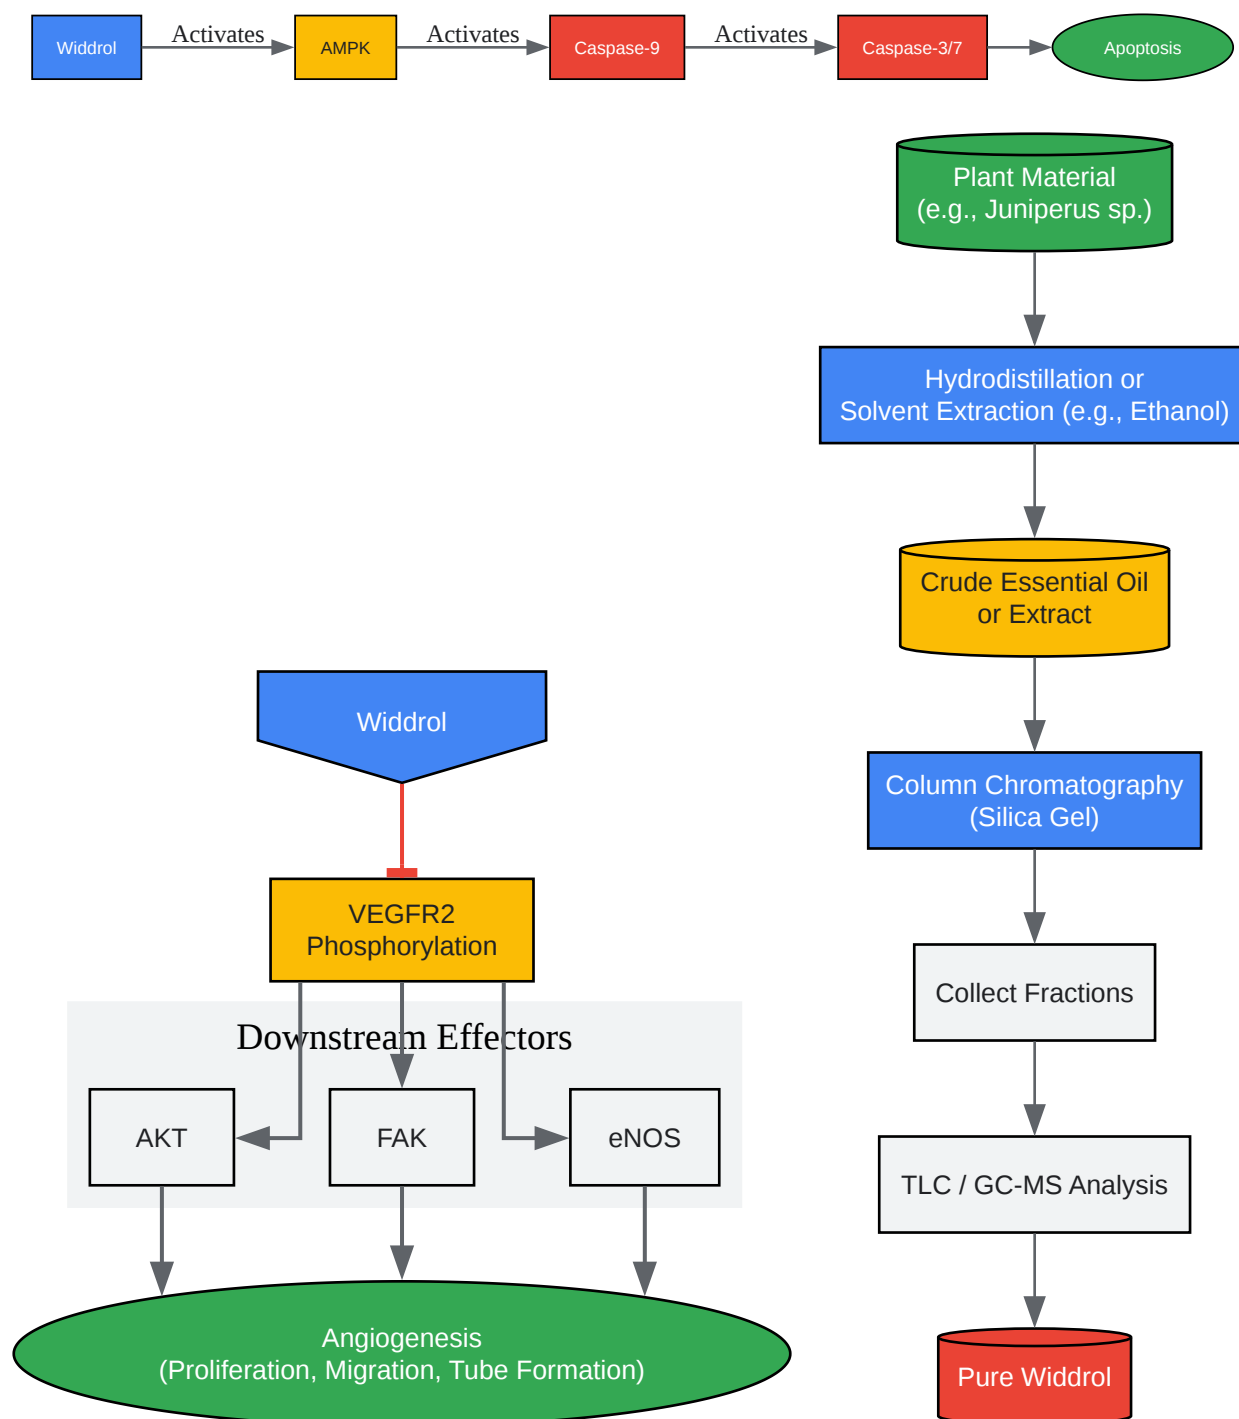 Widdrol
Activates
AMPK
Activates
Caspase-9
Activates
Caspase-3/7
Apoptosis
Plant Material
(e.g., Juniperus sp.)
Hydrodistillation or
Solvent Extraction (e.g., Ethanol)
Crude Essential Oil
or Extract
Column Chromatography
(Silica Gel)
Collect Fractions
TLC / GC-MS Analysis
Pure Widdrol
Widdrol
VEGFR2
Phosphorylation
Downstream Effectors
AKT
FAK
eNOS
Angiogenesis
(Proliferation, Migration, Tube Formation)